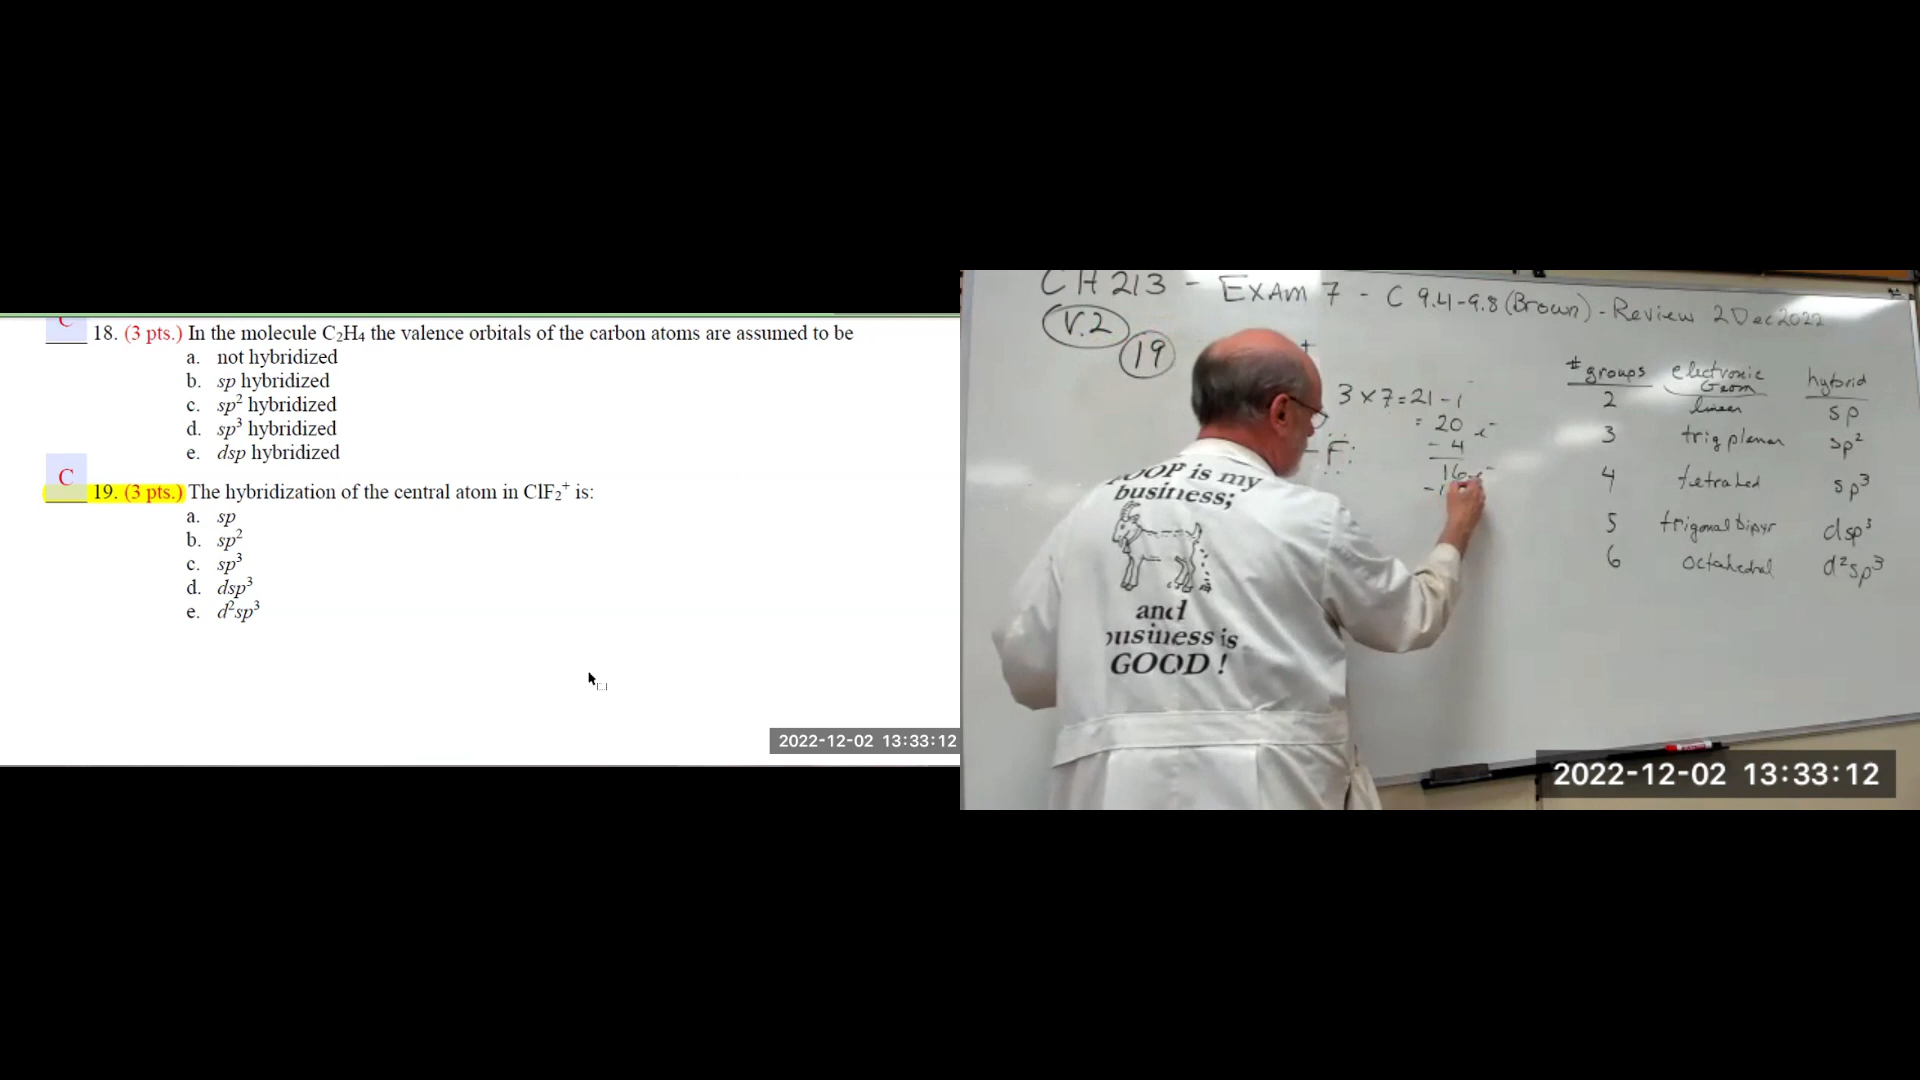 C
18. (3 pts.) In the molecule C₂H₄ the valence orbitals of the carbon atoms are assumed to be
a. not hybridized
b. sp hybridized
c. sp² hybridized
d. sp³ hybridized
e. dsp hybridized
C
19. (3 pts.) The hybridization of the central atom in ClF₂⁺ is:
a. sp
b. sp²
c. sp³
d. dsp³
e. d²sp³
2022-12-02 13:33:12
CH 213 - EXAM 7 - C 9.4-9.8 (Brown) - Review 2 Dec 2022
V.2
19
+
3 x 7 = 21 - 1
= 20 e⁻
- 4
16 e⁻
- F:
# groups electronic Geom hybrid
2 linear sp
3 trig planar sp²
4 tetrahed sp³
5 trigonal bipyr dsp³
6 octahedral d²sp³
is my
business;
and
business is
GOOD !
2022-12-02 13:33:12